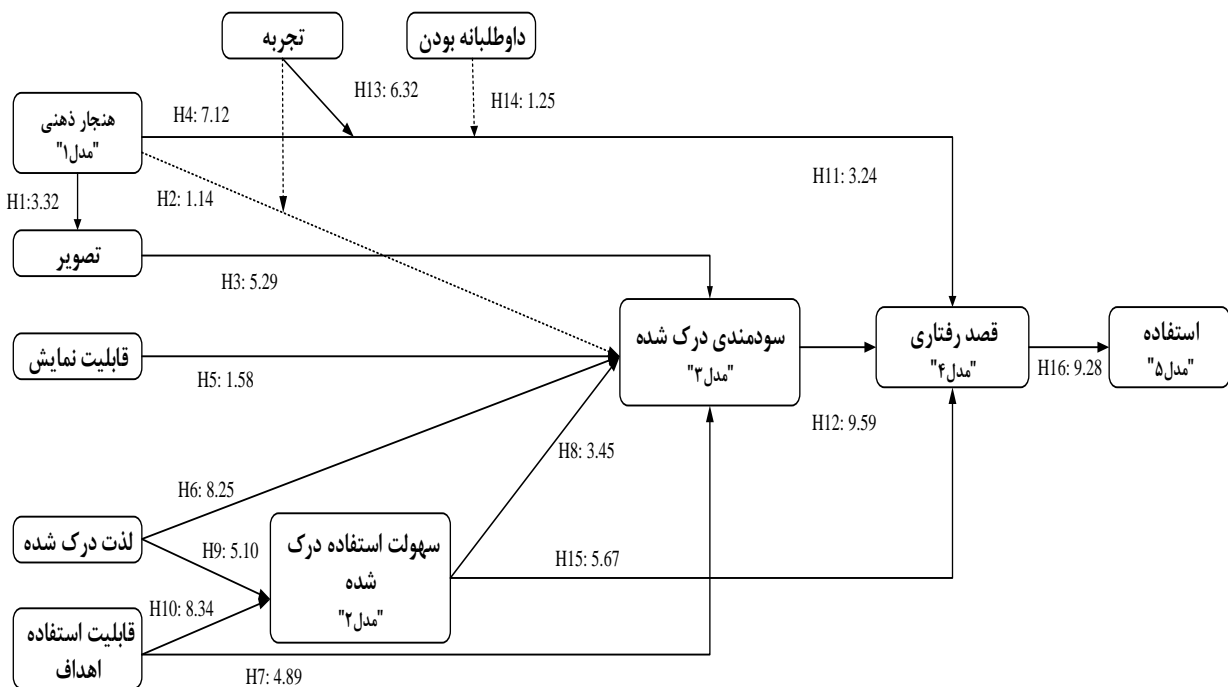 تجربه
داوطلبانه بودن
H13: 6.32
H14: 1.25
هنجار ذهنی
"مدل۱"
H4: 7.12
H11: 3.24
H2: 1.14
H1:3.32
تصویر
H3: 5.29
سودمندی درک شده
"مدل۳"
قصد رفتاری
"مدل۴"
استفاده
"مدل۵"
قابلیت نمایش
H5: 1.58
H16: 9.28
H12: 9.59
H8: 3.45
H6: 8.25
لذت درک شده
H9: 5.10
سهولت استفاده درک
شده
"مدل۲"
H15: 5.67
H10: 8.34
قابلیت استفاده
اهداف
H7: 4.89